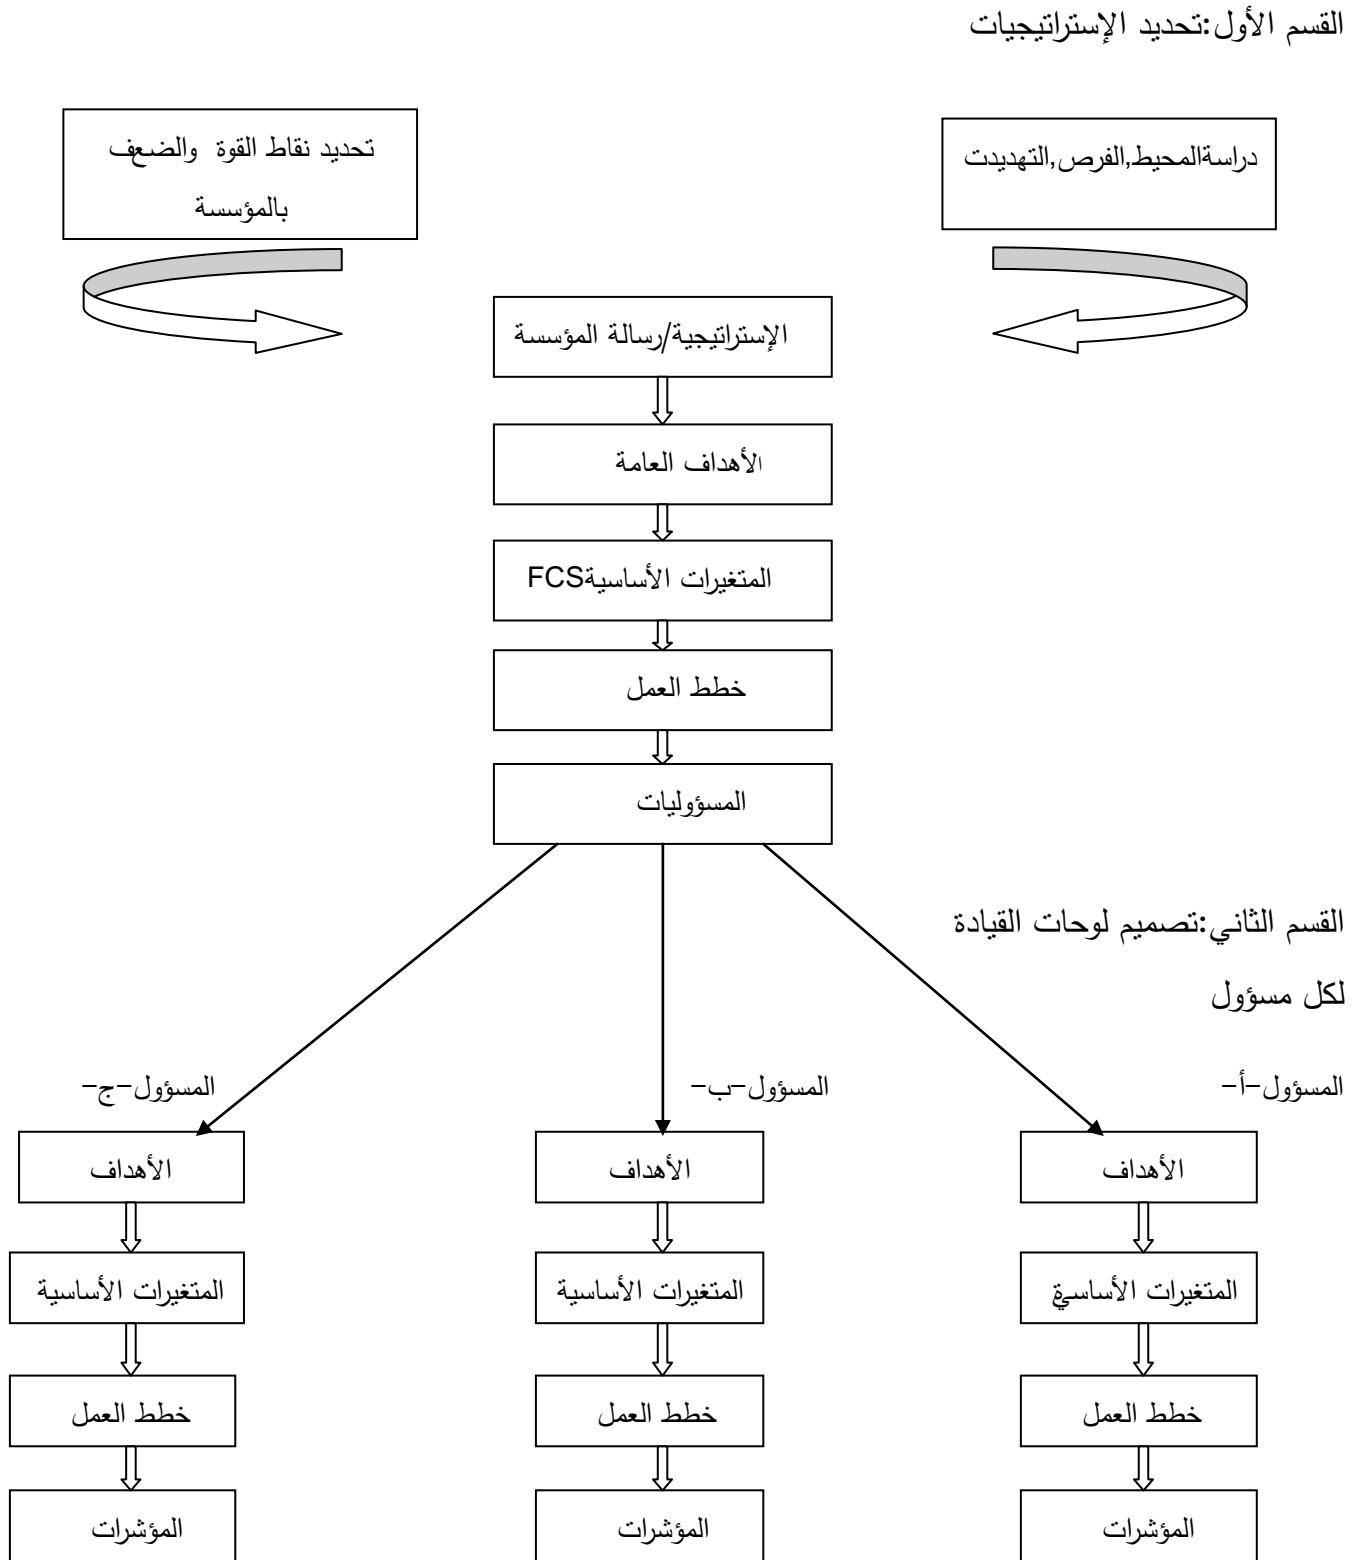 القسم الأول:تحديد الإستراتيجيات
دراسةالمحيط,الفرص,التهديدت
تحديد نقاط القوة والضعف
بالمؤسسة
الإستراتيجية/رسالة المؤسسة
الأهداف العامة
المتغيرات الأساسيةFCS
خطط العمل
المسؤوليات
القسم الثاني:تصميم لوحات القيادة
لكل مسؤول
المسؤول-أ-
المسؤول-ب-
المسؤول-ج-
الأهداف
الأهداف
الأهداف
المتغيرات الأساسية
المتغيرات الأساسية
المتغيرات الأساسية
خطط العمل
خطط العمل
خطط العمل
المؤشرات
المؤشرات
المؤشرات